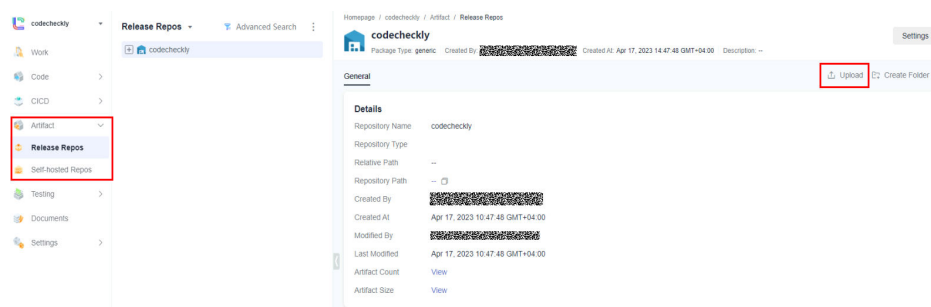 codecheckly
Work
Code
CICD
Artifact
Release Repos
Self-hosted Repos
Testing
Documents
Settings
Release Repos
Advanced Search
codecheckly
Homepage / codecheckly / Artifact / Release Repos
codecheckly
Settings
Package Type: generic Created By: Created At: Apr 17, 2023 14:47:48 GMT+04:00 Description: --
General
Upload
Create Folder
Details
Repository Name codecheckly
Repository Type
Relative Path --
Repository Path --
Created By
Created At Apr 17, 2023 10:47:48 GMT+04:00
Modified By
Last Modified Apr 17, 2023 10:47:48 GMT+04:00
Artifact Count View
Artifact Size View